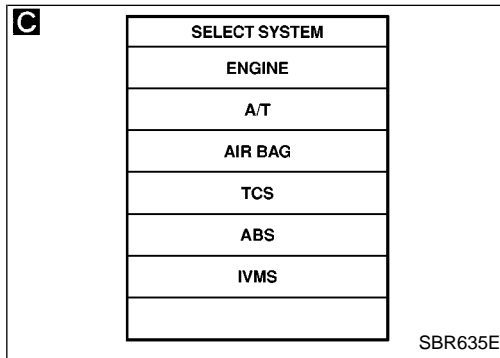 C
SELECT SYSTEM
ENGINE
A/T
AIR BAG
TCS
ABS
IVMS
SBR635E